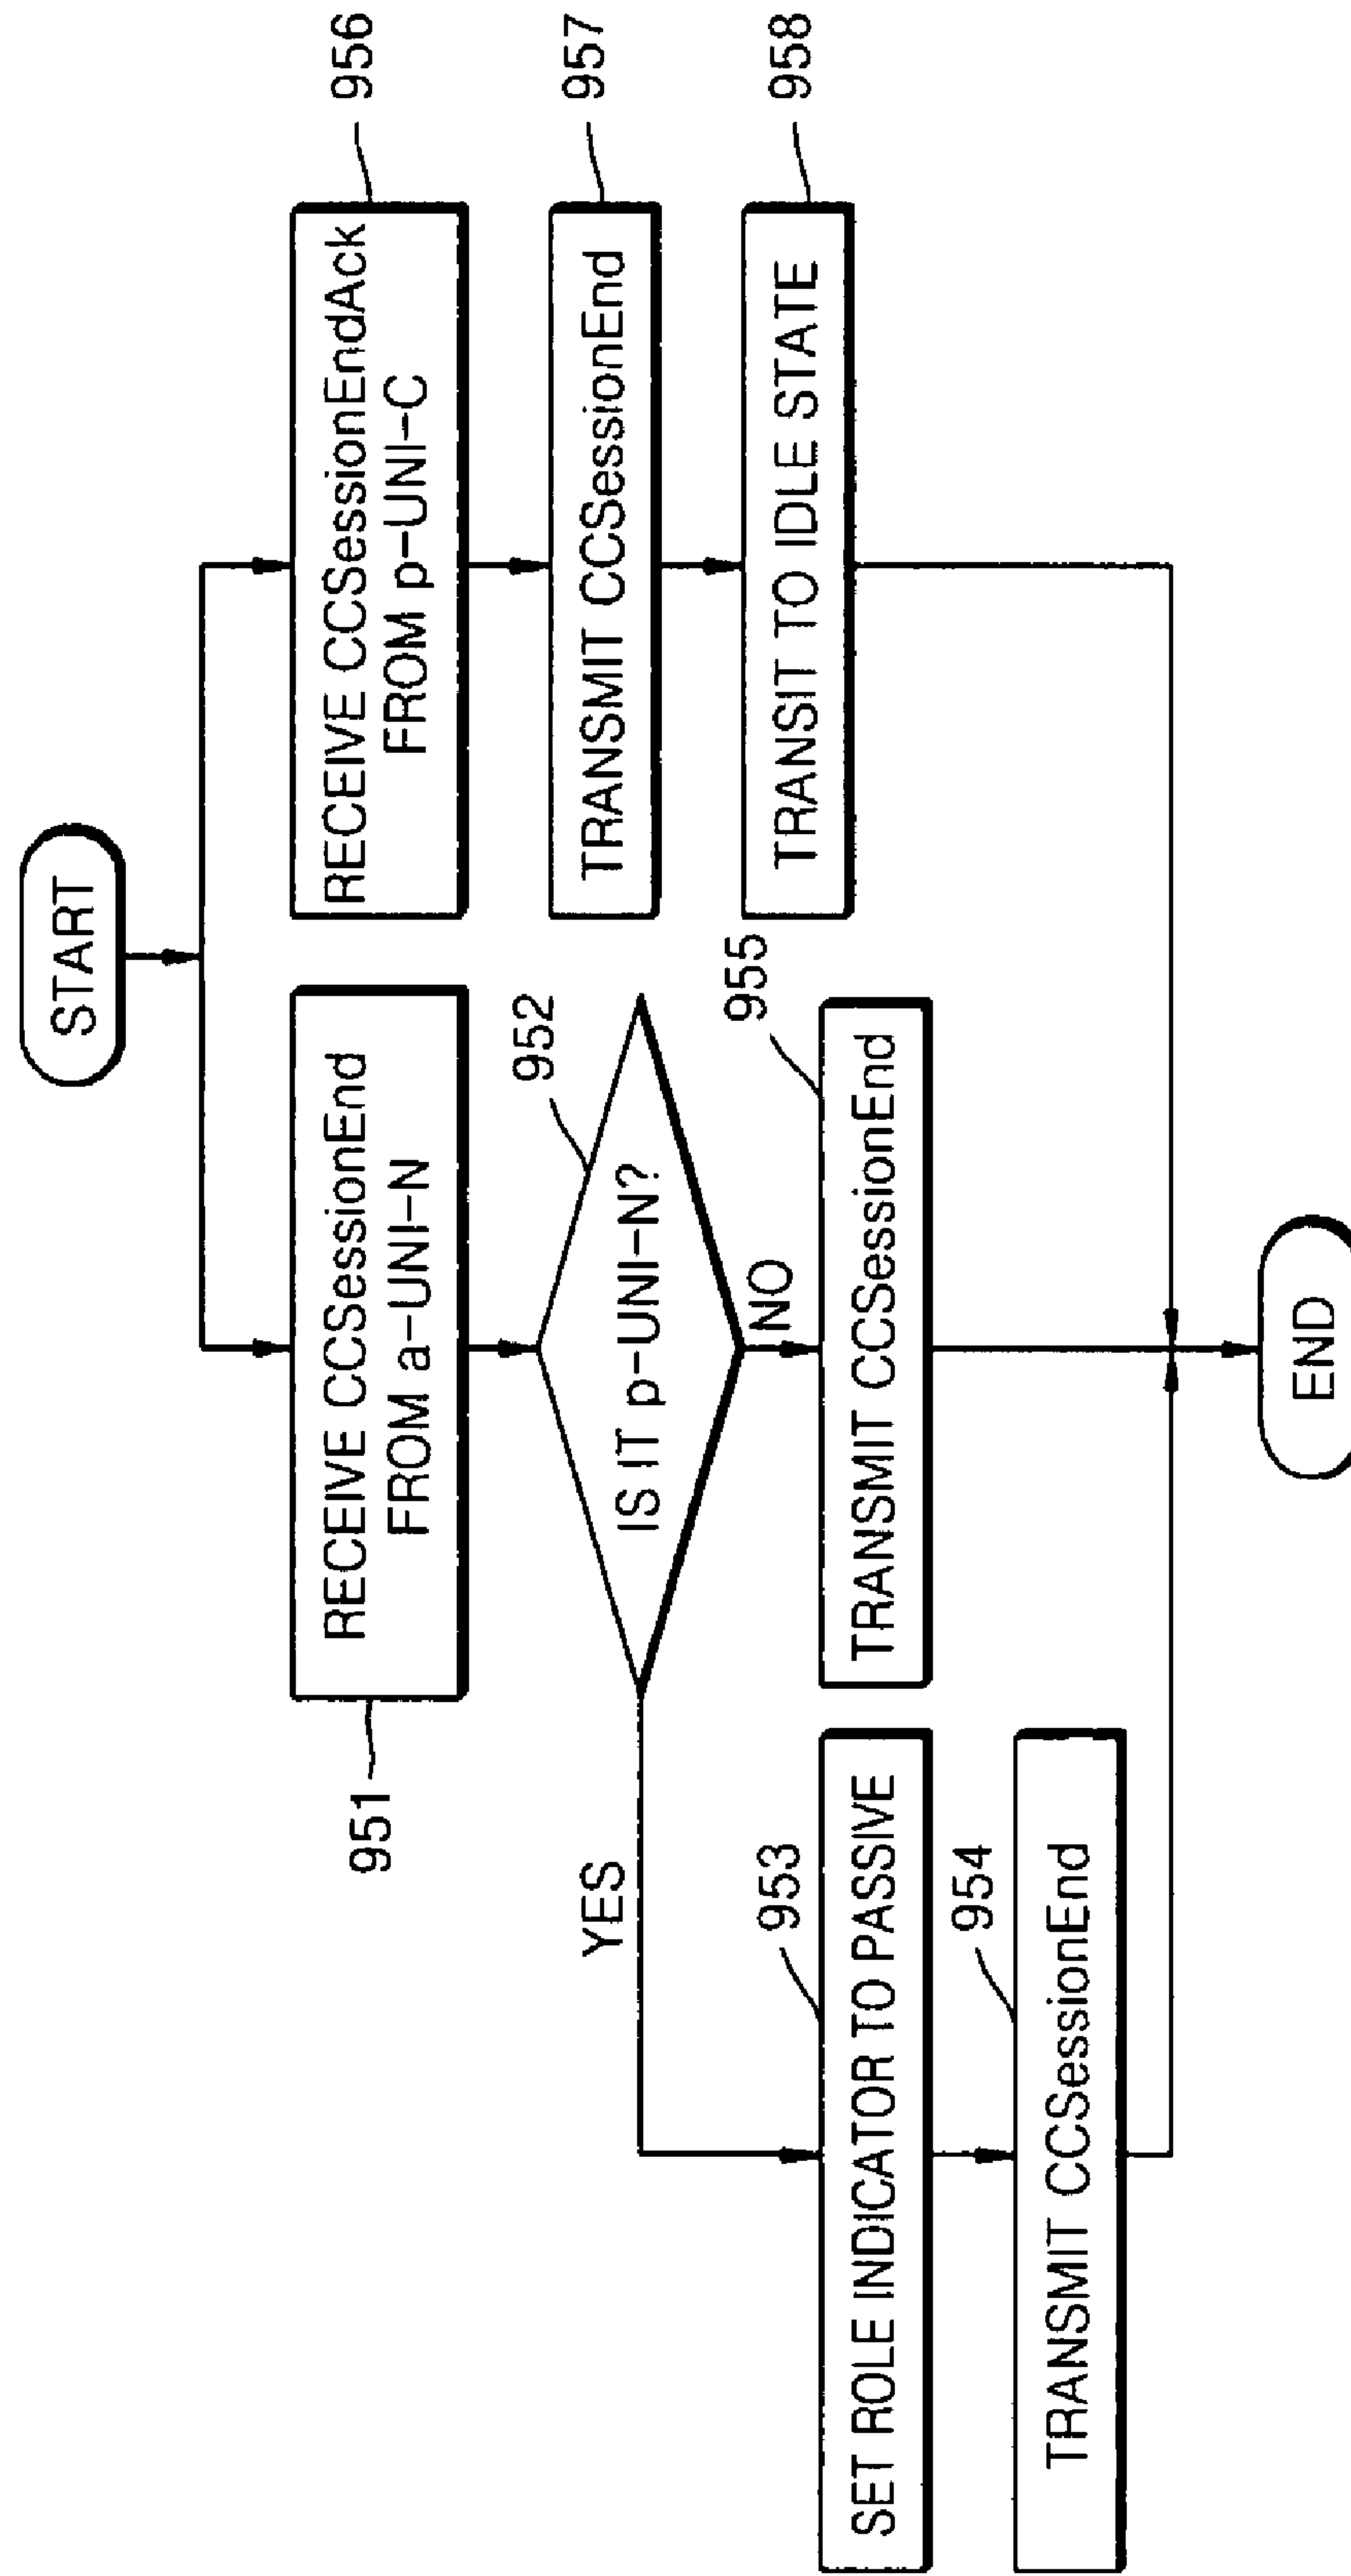 START
RECEIVE CCSessionEnd
FROM a-UNI-N
951
RECEIVE CCSessionEndAck
FROM p-UNI-C
956
IS IT p-UNI-N?
952
YES
NO
TRANSMIT CCSessionEnd
957
SET ROLE INDICATOR TO PASSIVE
953
TRANSMIT CCSessionEnd
955
TRANSIT TO IDLE STATE
958
TRANSMIT CCSessionEnd
954
END